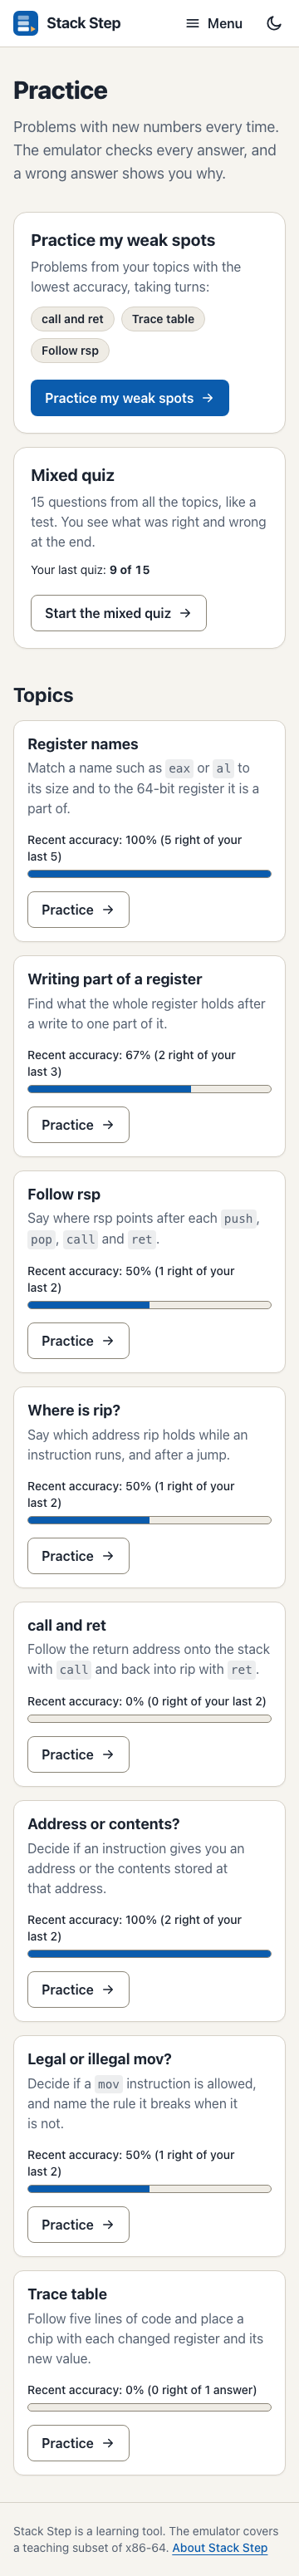 Stack Step
Menu
Practice
Problems with new numbers every time.
The emulator checks every answer, and
a wrong answer shows you why.
Practice my weak spots
Problems from your topics with the
lowest accuracy, taking turns:
call and ret
Trace table
Follow rsp
Practice my weak spots →
Mixed quiz
15 questions from all the topics, like a
test. You see what was right and wrong
at the end.
Your last quiz: 9 of 15
Start the mixed quiz →
Topics
Register names
Match a name such as eax or al to
its size and to the 64-bit register it is a
part of.
Recent accuracy: 100% (5 right of your
last 5)
Practice →
Writing part of a register
Find what the whole register holds after
a write to one part of it.
Recent accuracy: 67% (2 right of your
last 3)
Practice →
Follow rsp
Say where rsp points after each push,
pop, call and ret.
Recent accuracy: 50% (1 right of your
last 2)
Practice →
Where is rip?
Say which address rip holds while an
instruction runs, and after a jump.
Recent accuracy: 50% (1 right of your
last 2)
Practice →
call and ret
Follow the return address onto the stack
with call and back into rip with ret.
Recent accuracy: 0% (0 right of your last 2)
Practice →
Address or contents?
Decide if an instruction gives you an
address or the contents stored at
that address.
Recent accuracy: 100% (2 right of your
last 2)
Practice →
Legal or illegal mov?
Decide if a mov instruction is allowed,
and name the rule it breaks when it
is not.
Recent accuracy: 50% (1 right of your
last 2)
Practice →
Trace table
Follow five lines of code and place a
chip with each changed register and its
new value.
Recent accuracy: 0% (0 right of 1 answer)
Practice →
Stack Step is a learning tool. The emulator covers
a teaching subset of x86-64. About Stack Step